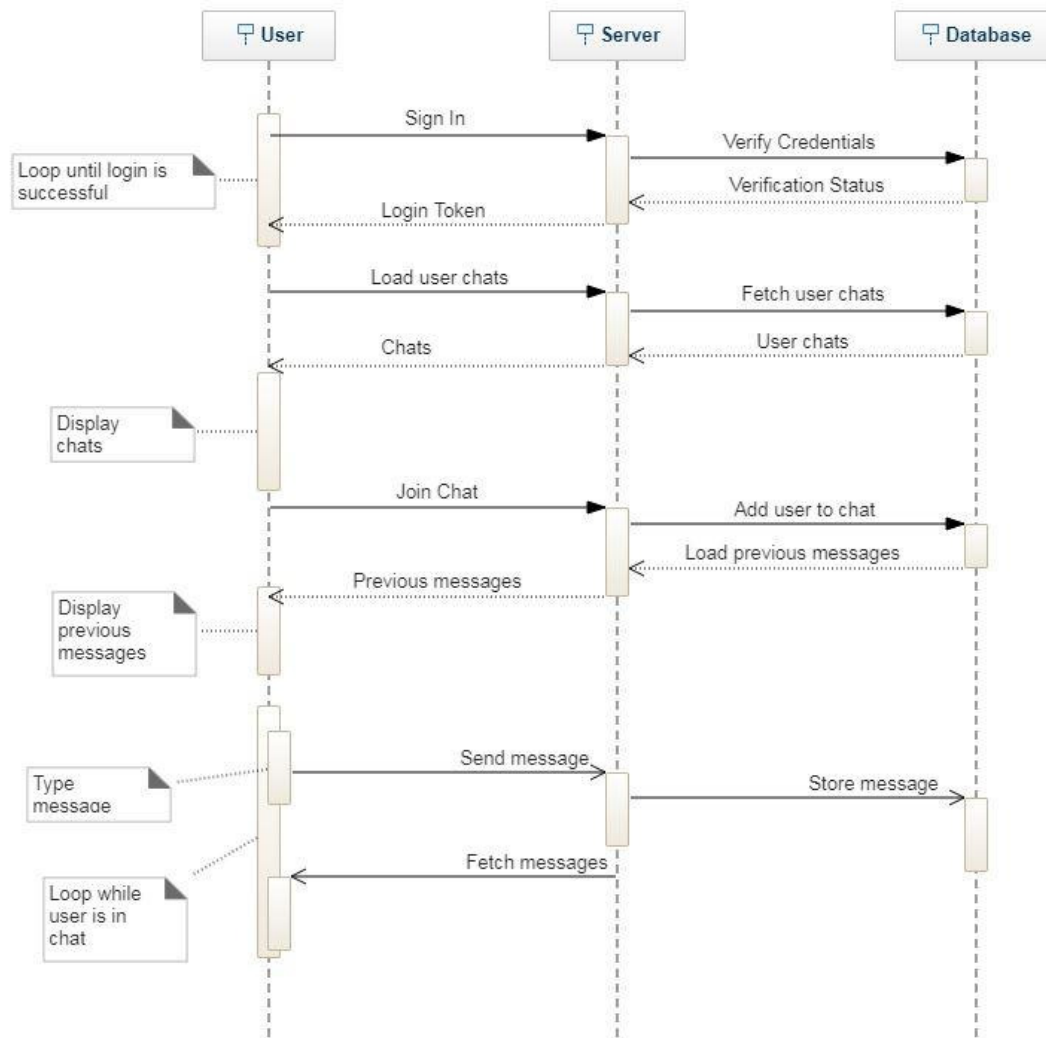 User
Server
Database
Sign In
Verify Credentials
Loop until login is
successful
Verification Status
Login Token
Load user chats
Fetch user chats
User chats
Chats
Display
chats
Join Chat
Add user to chat
Load previous messages
Previous messages
Display
previous
messages
Send message
Type
message
Store message
Fetch messages
Loop while
user is in
chat